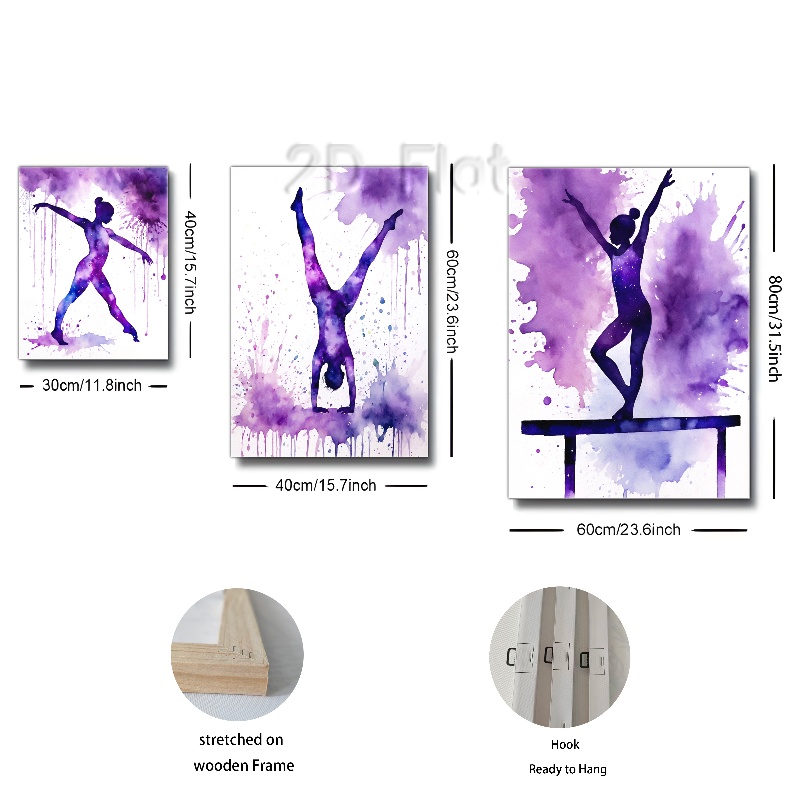 2D Flat
40cm/15.7inch
30cm/11.8inch
60cm/23.6inch
40cm/15.7inch
80cm/31.5inch
60cm/23.6inch
stretched on
wooden Frame
Hook
Ready to Hang